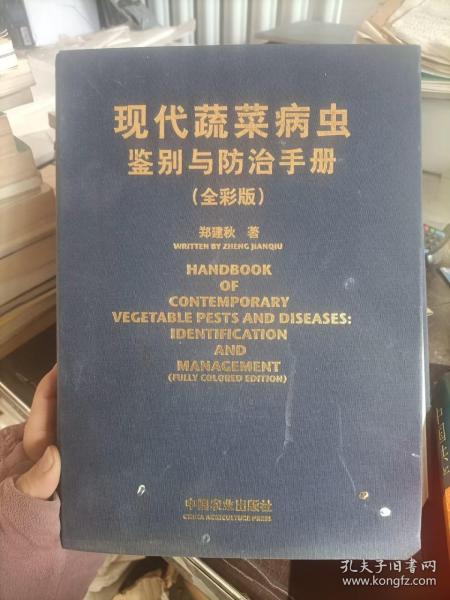 现代蔬菜病虫
鉴别与防治手册
(全彩版)
郑建秋 著
WRITTEN BY ZHENG JIANQIU
HANDBOOK
OF
CONTEMPORARY
VEGETABLE PESTS AND DISEASES:
IDENTIFICATION
AND
MANAGEMENT
(FULLY COLORED EDITION)
中国农业出版社
CHINA AGRICULTURE PRESS
中国
孔夫子旧书网
www.kongfz.com